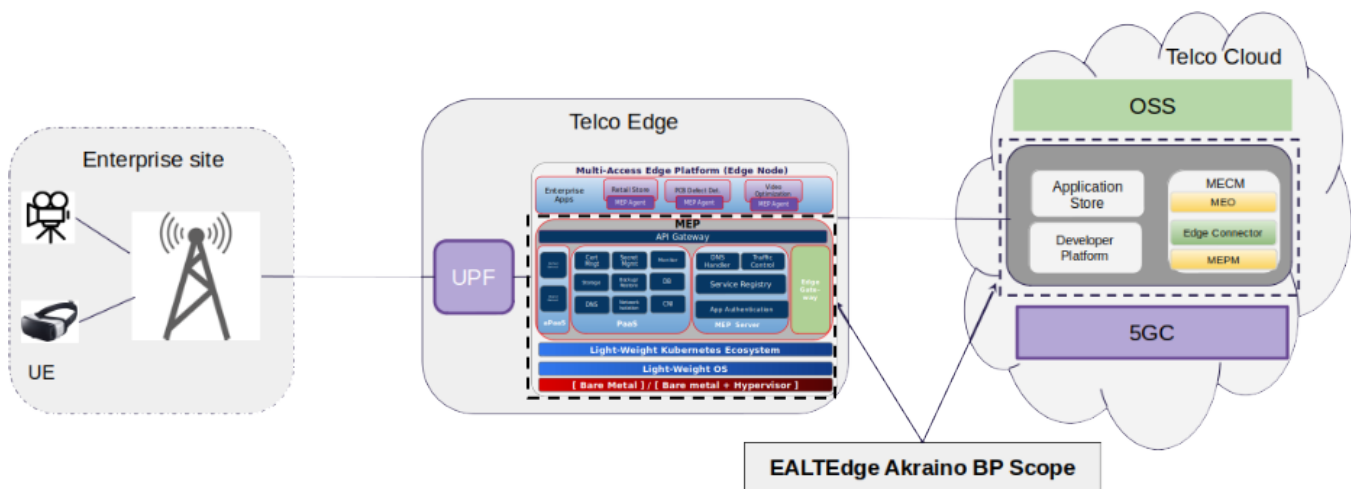 Telco Cloud
OSS
Telco Edge
Enterprise site
Multi-Access Edge Platform (Edge Node)
Enterprise
Apps
Retail Store
MEP Agent
PCB Defect Det.
MEP Agent
Video
Optimization
MEP Agent
MEP
API Gateway
Cert
Mngt
Secret
Mgmt
Monitor
Storage
DB
DNS
Network
Isolation
CNI
PaaS
DNS
Handler
Traffic
Control
Service Registry
App Authentication
MEP Server
Edge
Gate-
way
Light-Weight Kubernetes Ecosystem
Light-Weight OS
[ Bare Metal ] / [ Bare metal + Hypervisor ]
UPF
UE
Application
Store
Developer
Platform
MECM
MEO
Edge Connector
MEPM
5GC
EALTEdge Akraino BP Scope